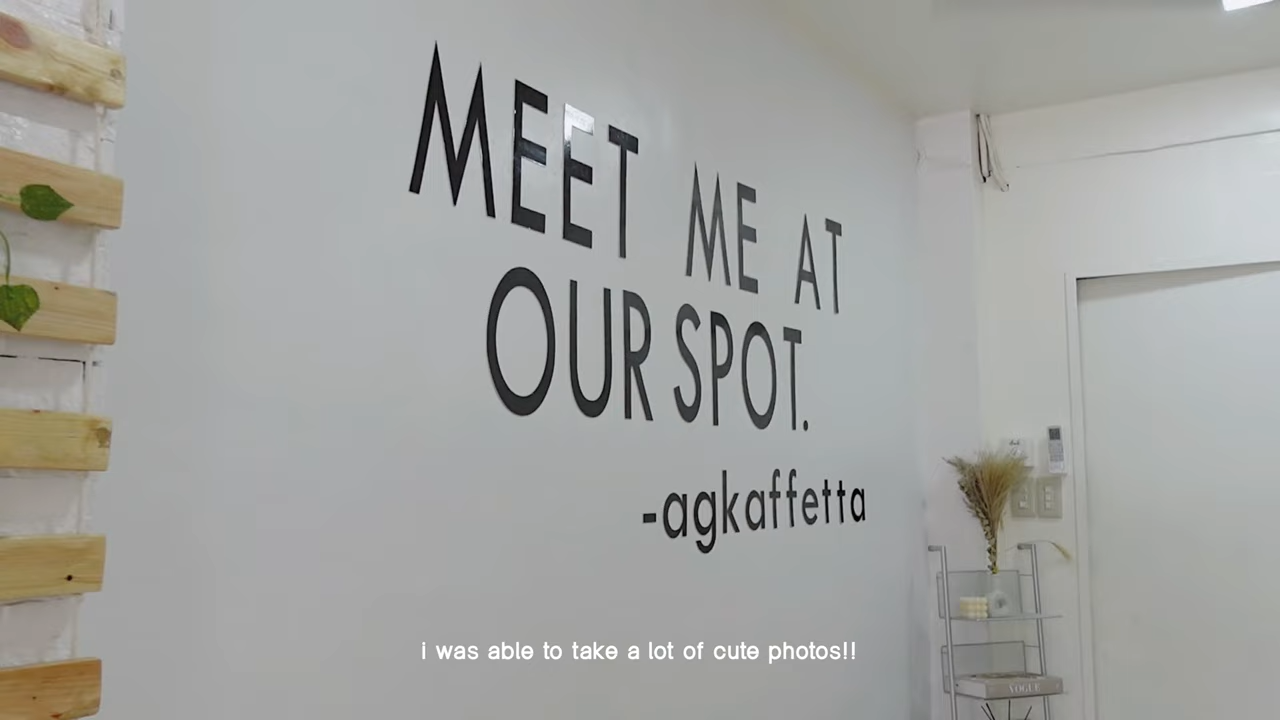 MEET ME AT
OUR SPOT.
-agkaffetta
i was able to take a lot of cute photos!!
VOGUE